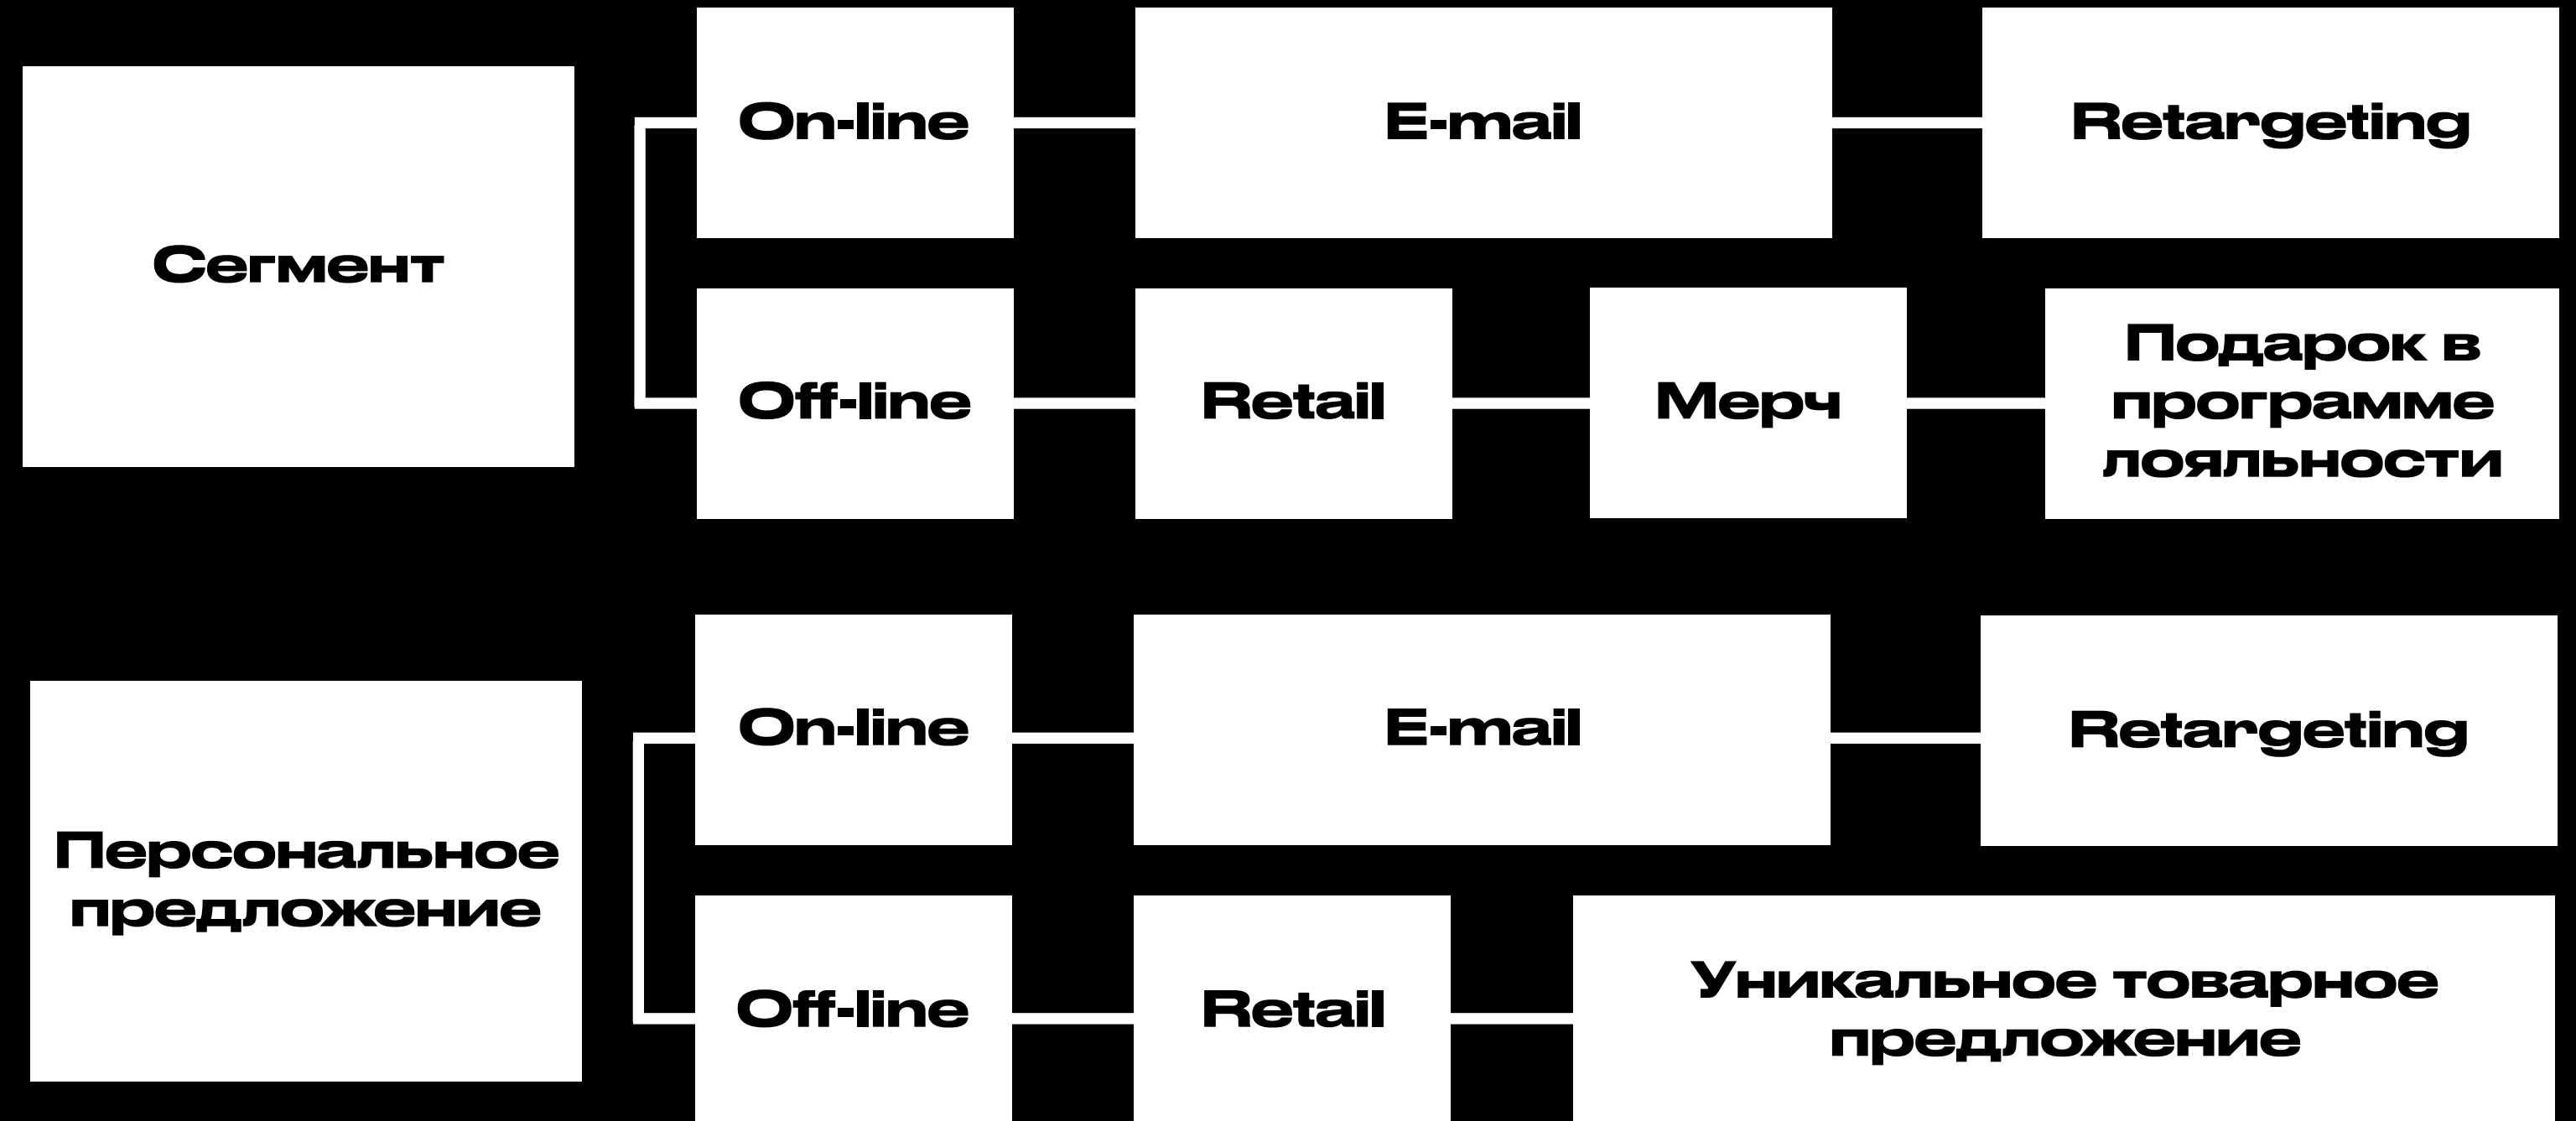 Сегмент
On-line
E-mail
Retargeting
Off-line
Retail
Мерч
Подарок в
программе
лояльности
Персональное
предложение
On-line
E-mail
Retargeting
Off-line
Retail
Уникальное товарное
предложение